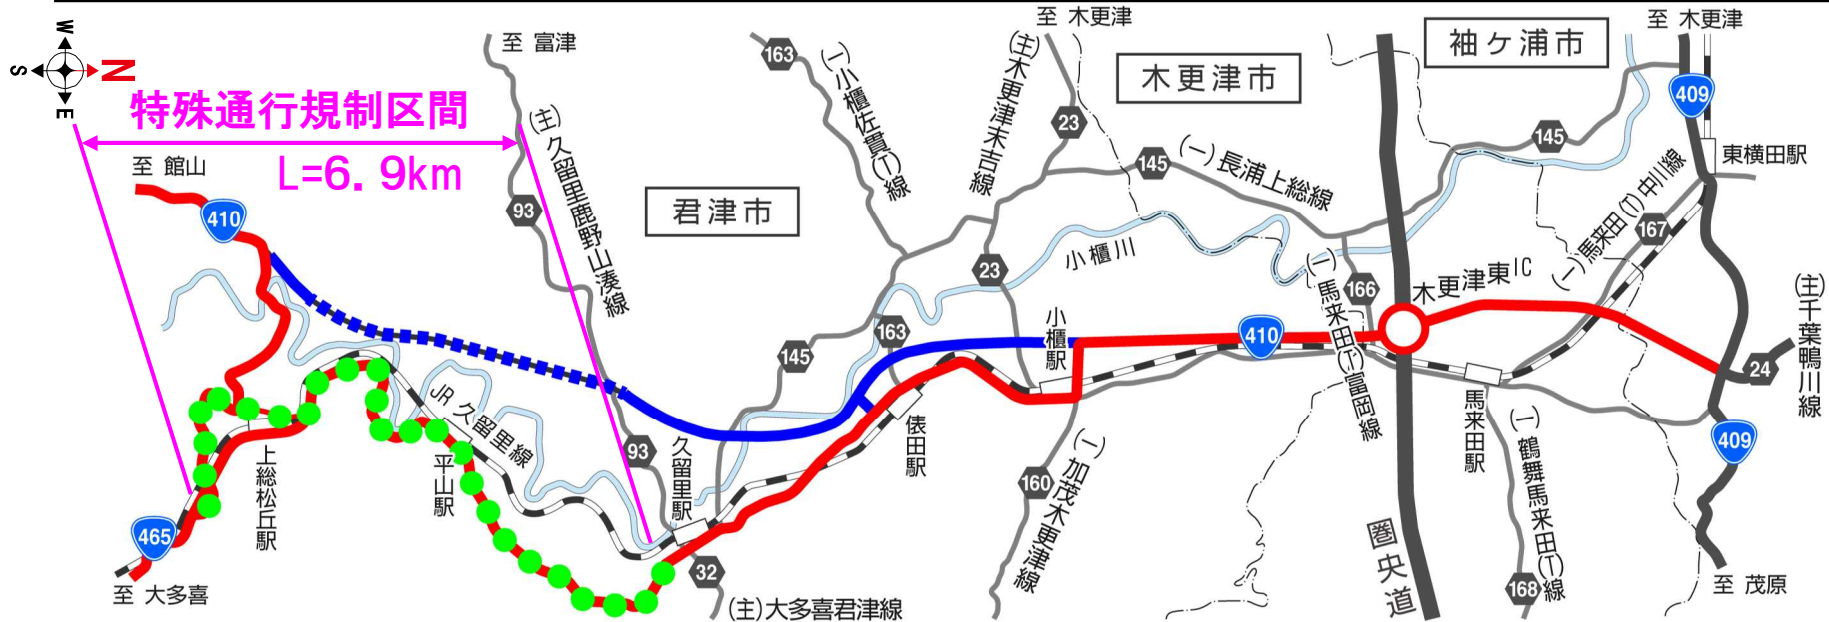 W
S
N
E
特殊通行規制区間
L=6.9km
至 館山
410
至 富津
(主)久留里鹿野山湊線
93
163
(一)小櫃佐貫(T)線
至 木更津
(主)木更津末吉線
23
木更津市
袖ケ浦市
至 木更津
409
145
(一)長浦上総線
145
東横田駅
君津市
小櫃川
23
(一)馬来田(T)中川線
167
166
木更津東IC
(一)馬来田(T)富岡線
(主)千葉鴨川線
24
小櫃駅
410
163
145
俵田駅
馬来田駅
409
JR 久留里線
平山駅
上総松丘駅
93
久留里駅
160
(一)加茂木更津線
(一)鶴舞馬来田(T)線
168
圏央道
465
至 大多喜
32
(主)大多喜君津線
至 茂原